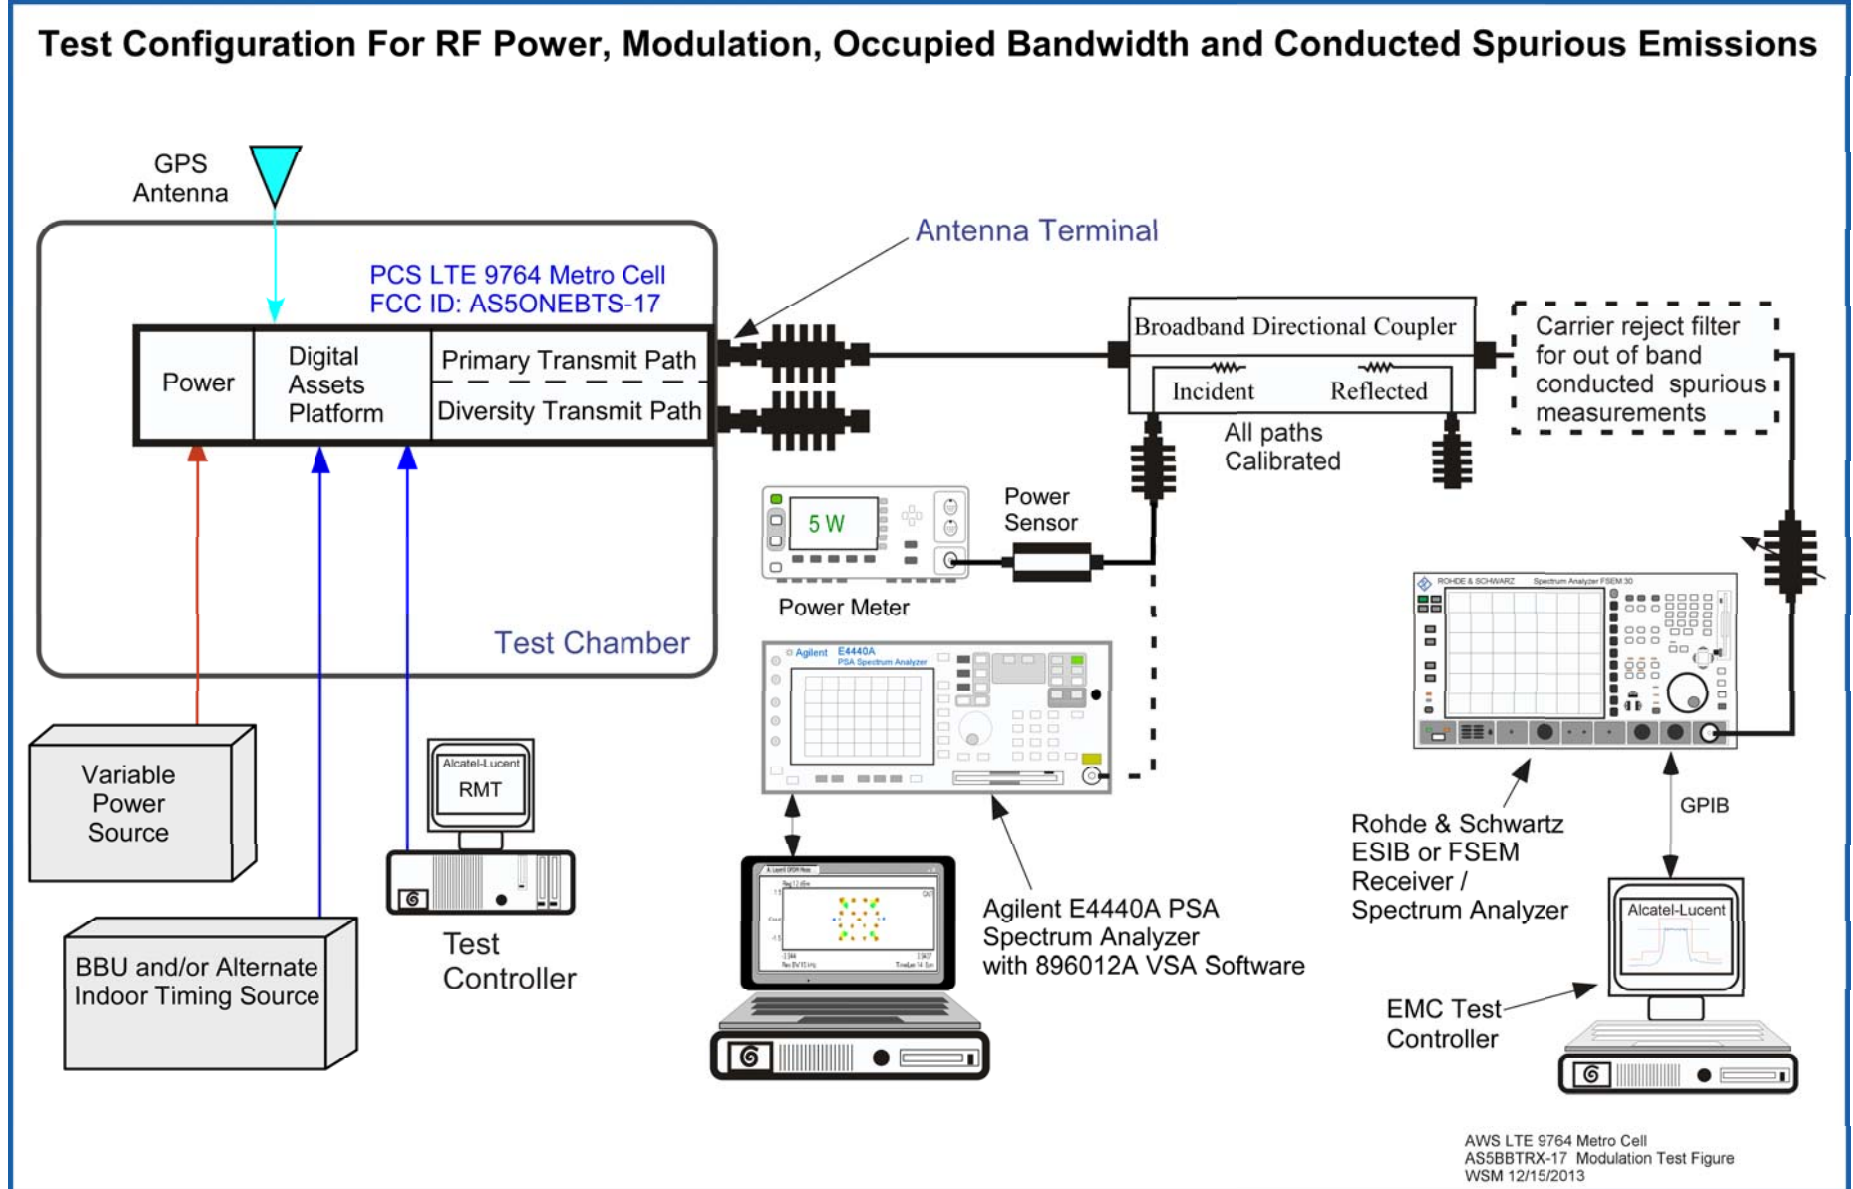 Test Configuration For RF Power, Modulation, Occupied Bandwidth and Conducted Spurious Emissions
GPS
Antenna
Antenna Terminal
PCS LTE 9764 Metro Cell
FCC ID: AS5ONEBTS-17
Power
Digital
Assets
Platform
Primary Transmit Path
Diversity Transmit Path
Broadband Directional Coupler
Incident
Reflected
All paths
Calibrated
Carrier reject filter
for out of band
conducted spurious
measurements
5 W
Power
Sensor
Power Meter
Test Chamber
Agilent E4440A
PSA Spectrum Analyzer
ROHDE & SCHWARZ Spectrum Analyzer FSEM 30
Variable
Power
Source
Alcatel-Lucent
RMT
Test
Controller
BBU and/or Alternate
Indoor Timing Source
Agilent E4440A PSA
Spectrum Analyzer
with 896012A VSA Software
GPIB
Rohde & Schwartz
ESIB or FSEM
Receiver /
Spectrum Analyzer
Alcatel-Lucent
EMC Test
Controller
AWS LTE 9764 Metro Cell
AS5BBTRX-17 Modulation Test Figure
WSM 12/15/2013